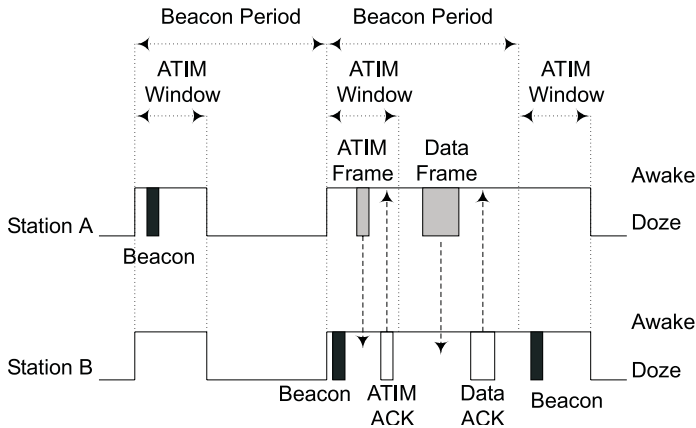 Beacon Period
Beacon Period
ATIM
Window
ATIM
Window
ATIM
Window
ATIM
Frame
Data
Frame
Awake
Station A
Doze
Beacon
Awake
Station B
Doze
Beacon
ATIM
ACK
Data
ACK
Beacon